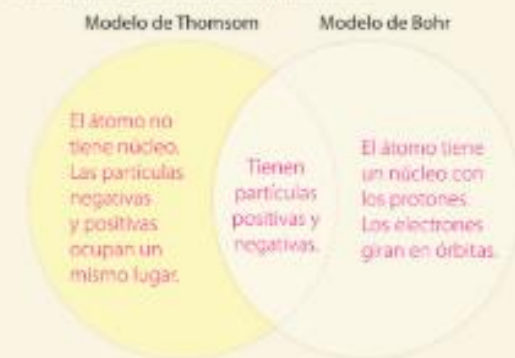 Modelo de Thomsom
Modelo de Bohr
El átomo no
tiene núcleo.
Las partículas
negativas
y positivas
ocupan un
mismo lugar.
Tienen
partículas
positivas y
negativas.
El átomo tiene
un núcleo con
los protones.
Los electrones
giran en órbitas.